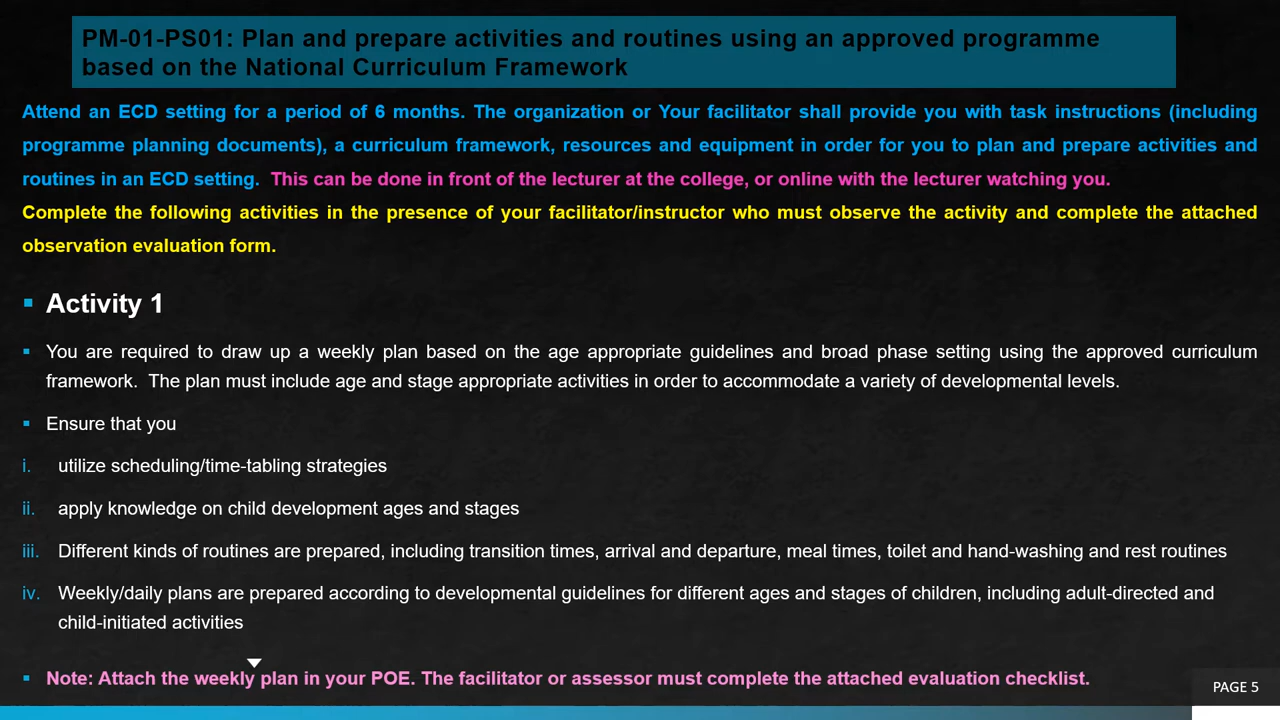 PM-01-PS01: Plan and prepare activities and routines using an approved programme
based on the National Curriculum Framework
Attend an ECD setting for a period of 6 months. The organization or Your facilitator shall provide you with task instructions (including
programme planning documents), a curriculum framework, resources and equipment in order for you to plan and prepare activities and
routines in an ECD setting. This can be done in front of the lecturer at the college, or online with the lecturer watching you.
Complete the following activities in the presence of your facilitator/instructor who must observe the activity and complete the attached
observation evaluation form.
▪ Activity 1
▪ You are required to draw up a weekly plan based on the age appropriate guidelines and broad phase setting using the approved curriculum
framework. The plan must include age and stage appropriate activities in order to accommodate a variety of developmental levels.
▪ Ensure that you
i. utilize scheduling/time-tabling strategies
ii. apply knowledge on child development ages and stages
iii. Different kinds of routines are prepared, including transition times, arrival and departure, meal times, toilet and hand-washing and rest routines
iv. Weekly/daily plans are prepared according to developmental guidelines for different ages and stages of children, including adult-directed and
child-initiated activities
▪ Note: Attach the weekly plan in your POE. The facilitator or assessor must complete the attached evaluation checklist.
PAGE 5